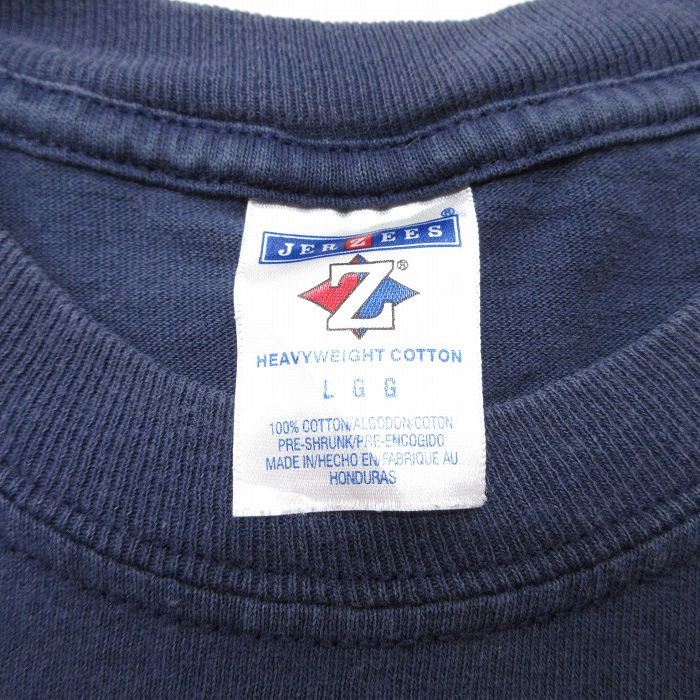 JERZEES®
Z®
HEAVYWEIGHT COTTON
L G G
100% COTTON/ALGODON/COTON
PRE-SHRUNK/PRE-ENCOGIDO
MADE IN/HECHO EN/FABRIQUE AU
HONDURAS